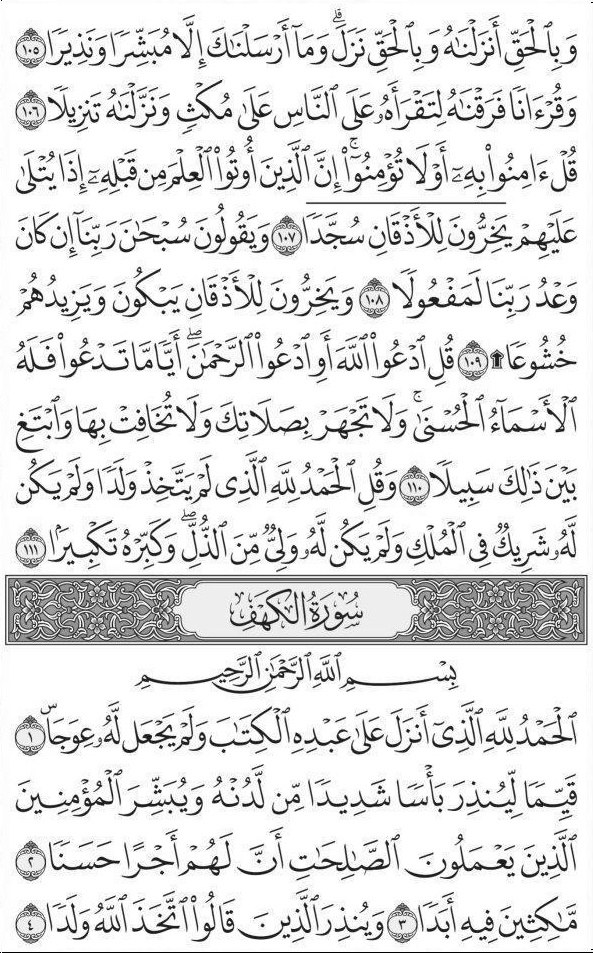 وَبِٱلۡحَقِّ أَنزَلۡنَٰهُ وَبِٱلۡحَقِّ نَزَلَۗ وَمَآ أَرۡسَلۡنَٰكَ إِلَّا مُبَشِّرٗا وَنَذِيرٗا ١٠٥
وَقُرۡءَانٗا فَرَقۡنَٰهُ لِتَقۡرَأَهُۥ عَلَى ٱلنَّاسِ عَلَىٰ مُكۡثٖ وَنَزَّلۡنَٰهُ تَنزِيلٗا ١٠٦
قُلۡ ءَامِنُواْ بِهِۦٓ أَوۡ لَا تُؤۡمِنُوٓاْۚ إِنَّ ٱلَّذِينَ أُوتُواْ ٱلۡعِلۡمَ مِن قَبۡلِهِۦٓ إِذَا يُتۡلَىٰ
عَلَيۡهِمۡ يَخِرُّونَۤ لِلۡأَذۡقَانِۤ سُجَّدٗاۤ ١٠٧ وَيَقُولُونَ سُبۡحَٰنَ رَبِّنَآ إِن كَانَ
وَعۡدُ رَبِّنَا لَمَفۡعُولٗا ١٠٨ وَيَخِرُّونَ لِلۡأَذۡقَانِ يَبۡكُونَ وَيَزِيدُهُمۡ
خُشُوعٗا۩ ١٠٩ قُلِ ٱدۡعُواْ ٱللَّهَ أَوِ ٱدۡعُواْ ٱلرَّحۡمَٰنَۖ أَيّٗا مَّا تَدۡعُواْ فَلَهُ
ٱلۡأَسۡمَآءُ ٱلۡحُسۡنَىٰۚ وَلَا تَجۡهَرۡ بِصَلَاتِكَ وَلَا تُخَافِتۡ بِهَا وَٱبۡتَغِ
بَيۡنَ ذَٰلِكَ سَبِيلٗا ١١٠ وَقُلِ ٱلۡحَمۡدُ لِلَّهِ ٱلَّذِي لَمۡ يَتَّخِذۡ وَلَدٗا وَلَمۡ يَكُن
لَّهُۥ شَرِيكٞ فِي ٱلۡمُلۡكِ وَلَمۡ يَكُن لَّهُۥ وَلِيّٞ مِّنَ ٱلذُّلِّۖ وَكَبِّرۡهُ تَكۡبِيرَۢا ١١١
سُورَةُ الكَهۡفِ
بِسۡمِ ٱللَّهِ ٱلرَّحۡمَٰنِ ٱلرَّحِيمِ
ٱلۡحَمۡدُ لِلَّهِ ٱلَّذِيٓ أَنزَلَ عَلَىٰ عَبۡدِهِ ٱلۡكِتَٰبَ وَلَمۡ يَجۡعَل لَّهُۥ عِوَجَاۜ ١
قَيِّمٗا لِّيُنذِرَ بَأۡسٗا شَدِيدٗا مِّن لَّدُنۡهُ وَيُبَشِّرَ ٱلۡمُؤۡمِنِينَ
ٱلَّذِينَ يَعۡمَلُونَ ٱلصَّٰلِحَٰتِ أَنَّ لَهُمۡ أَجۡرًا حَسَنٗا ٢
مَّٰكِثِينَ فِيهِ أَبَدٗا ٣ وَيُنذِرَ ٱلَّذِينَ قَالُواْ ٱتَّخَذَ ٱللَّهُ وَلَدٗا ٤